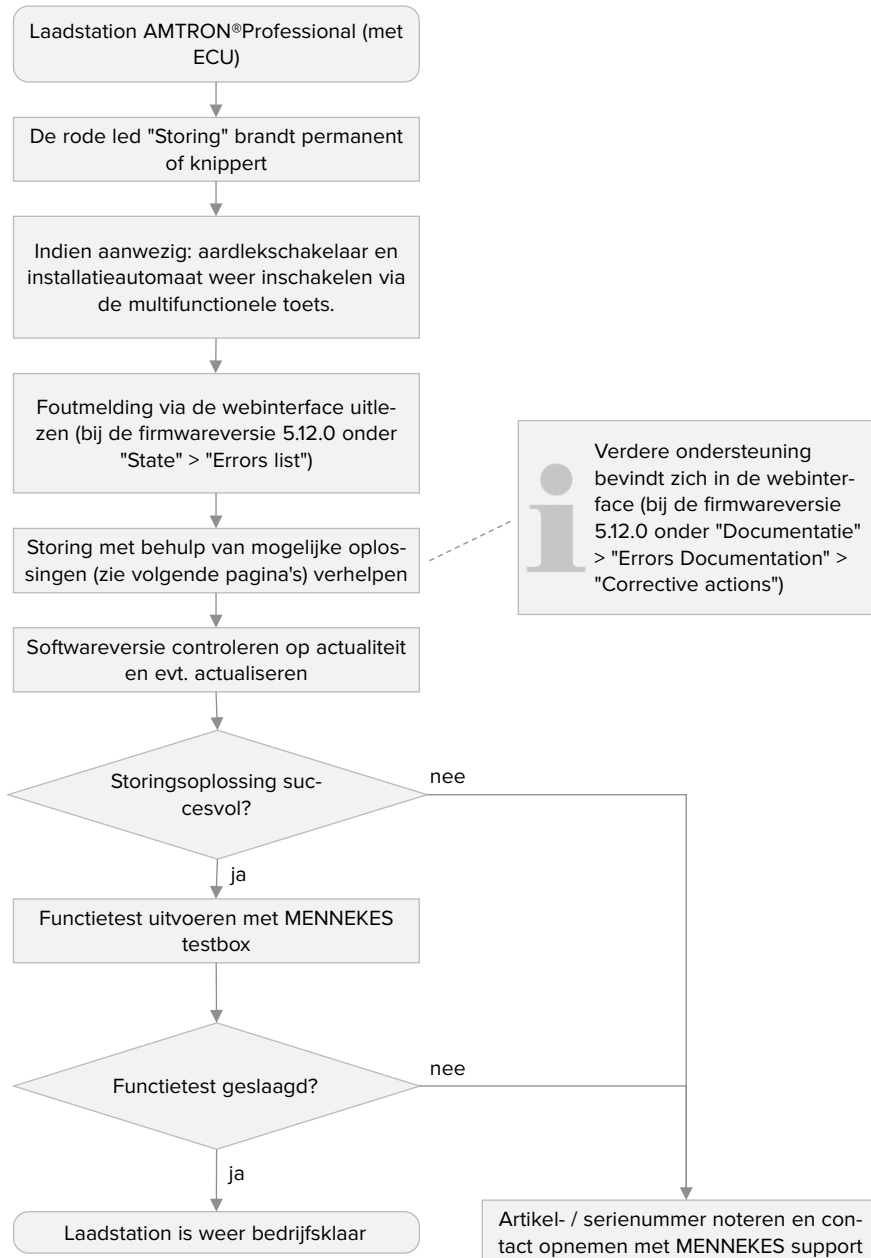 Laadstation AMTRON®Professional (met
ECU)
De rode led "Storing" brandt permanent
of knippert
Indien aanwezig: aardlekschakelaar en
installatieautomaat weer inschakelen via
de multifunctionele toets.
Foutmelding via de webinterface uitle-
zen (bij de firmwareversie 5.12.0 onder
"State" > "Errors list")
Verdere ondersteuning
bevindt zich in de webinter-
face (bij de firmwareversie
5.12.0 onder "Documentatie"
> "Errors Documentation" >
"Corrective actions")
Storing met behulp van mogelijke oplos-
singen (zie volgende pagina's) verhelpen
Softwareversie controleren op actualiteit
en evt. actualiseren
Storingsoplossing suc-
cesvol?
nee
ja
Functietest uitvoeren met MENNEKES
testbox
Functietest geslaagd?
nee
ja
Laadstation is weer bedrijfsklaar
Artikel- / serienummer noteren en con-
tact opnemen met MENNEKES support